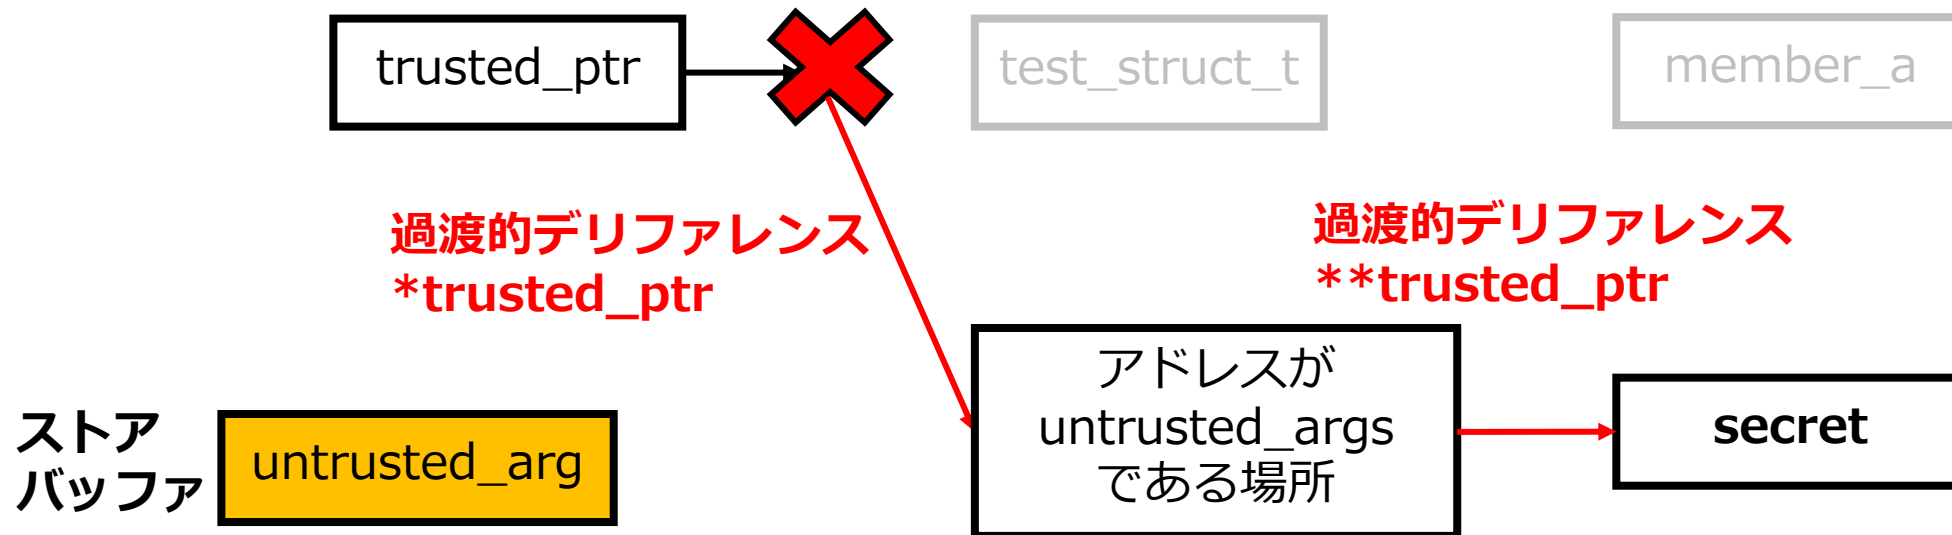 trusted_ptr
test_struct_t
member_a
過渡的デリファレンス
*trusted_ptr
過渡的デリファレンス
**trusted_ptr
ストア
バッファ
untrusted_arg
アドレスが
untrusted_args
である場所
secret